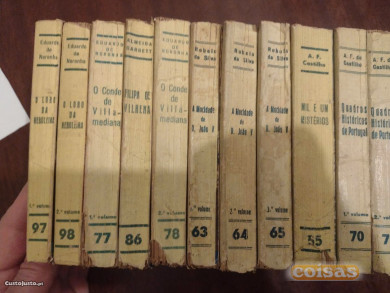 Eduardo de
Noronha
O LOBO
DA
REBELDIA
1.º volume
97
Eduardo de
Noronha
O LOBO
DA
REBELDIA
2.º volume
98
EDUARDO
DE NORONHA
O Conde
de Villa-
mediana
1.º volume
77
ALMEIDA
GARRETT
FILIPA DE
VILHENA
86
EDUARDO
DE NORONHA
O Conde
de Villa-
mediana
2.º volume
78
Rebelo
da Silva
A Mocidade
de
D. João V
1.º volume
63
Rebelo
da Silva
A Mocidade
de
D. João V
2.º volume
64
Rebelo
da Silva
A Mocidade
de
D. João V
3.º volume
65
A. F. Castilho
MIL E UM
MISTÉRIOS
55
A. F. de
Castilho
Quadros
Históricos
de Portugal
1.º volume
70
A. F. de
Castilho
CustoJusto.pt
coisas